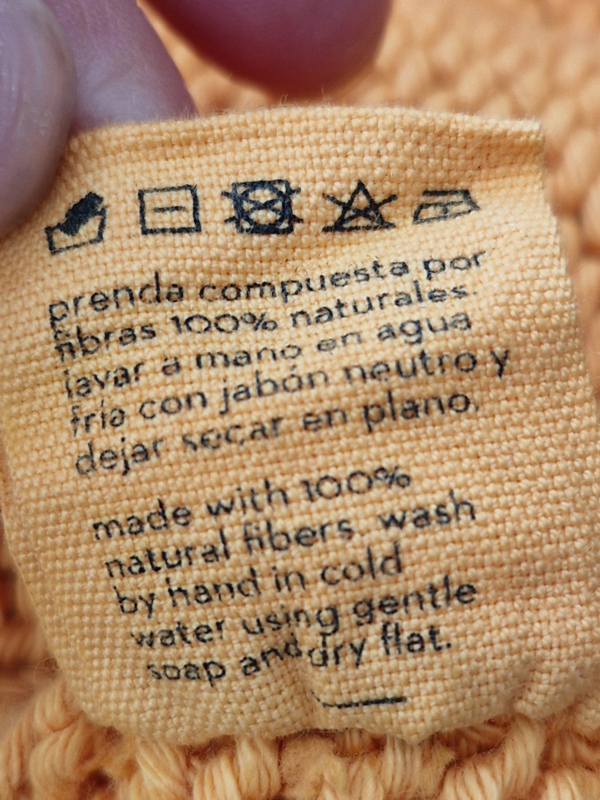 prenda compuesta por
fibras 100% naturales.
lavar a mano en agua
fría con jabón neutro y
dejar secar en plano.
made with 100%
natural fibers. wash
by hand in cold
water using gentle
soap and dry flat.